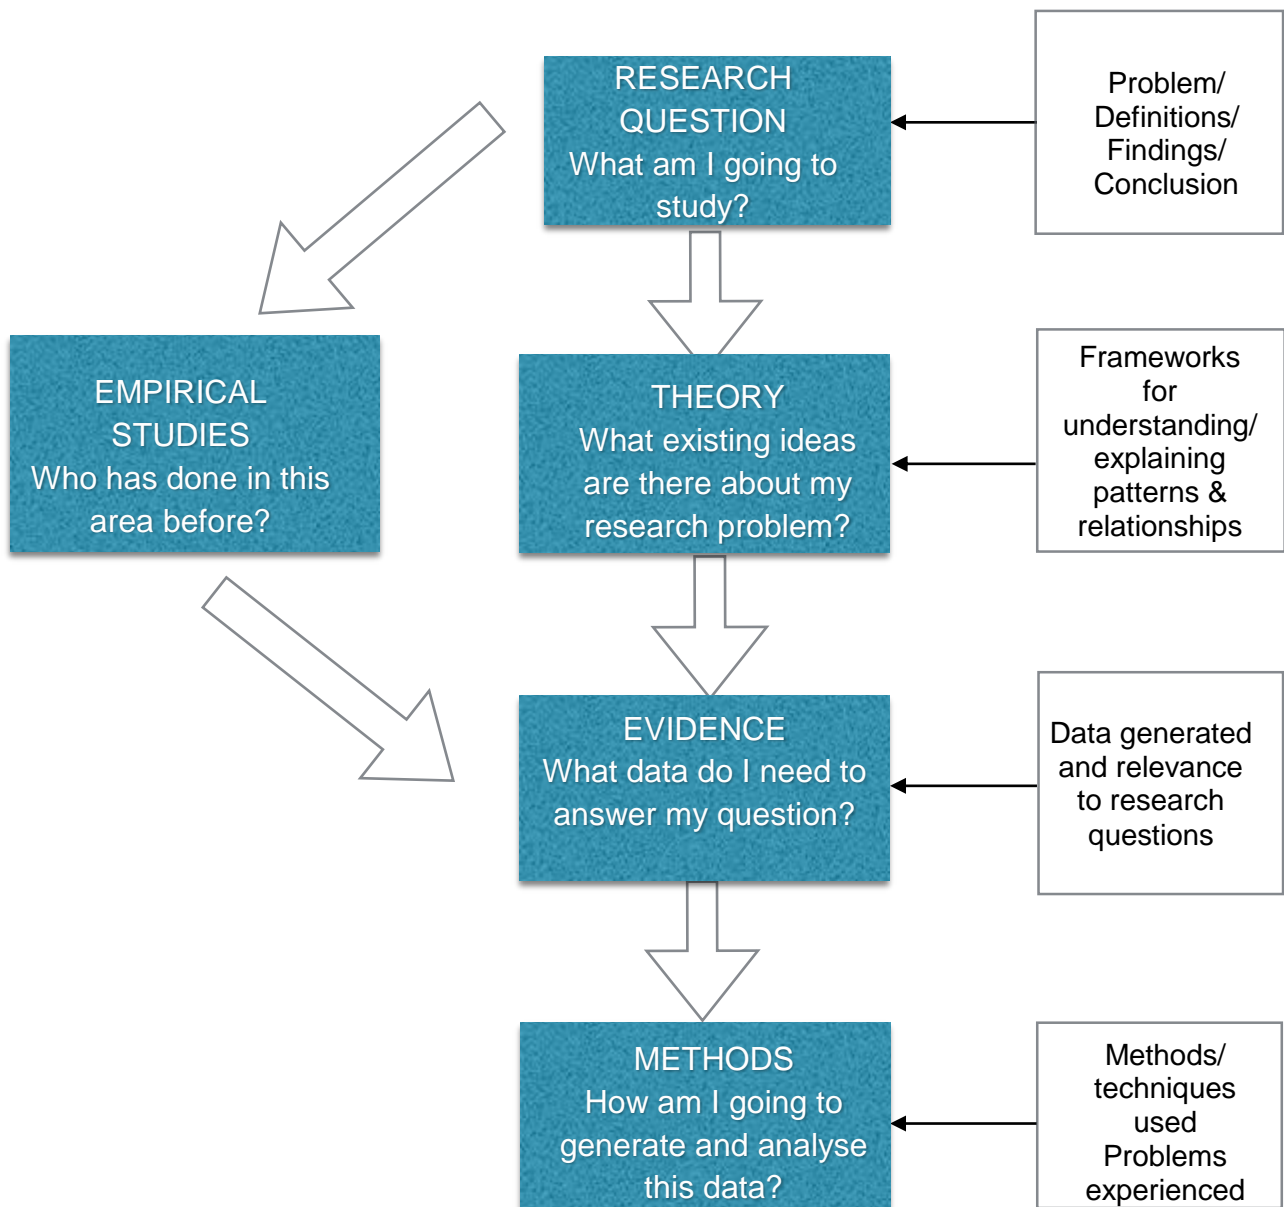 RESEARCH
QUESTION
What am I going to
study?
Problem/
Definitions/
Findings/
Conclusion
EMPIRICAL
STUDIES
Who has done in this
area before?
THEORY
What existing ideas
are there about my
research problem?
Frameworks
for
understanding/
explaining
patterns &
relationships
EVIDENCE
What data do I need to
answer my question?
Data generated
and relevance
to research
questions
METHODS
How am I going to
generate and analyse
this data?
Methods/
techniques
used
Problems
experienced